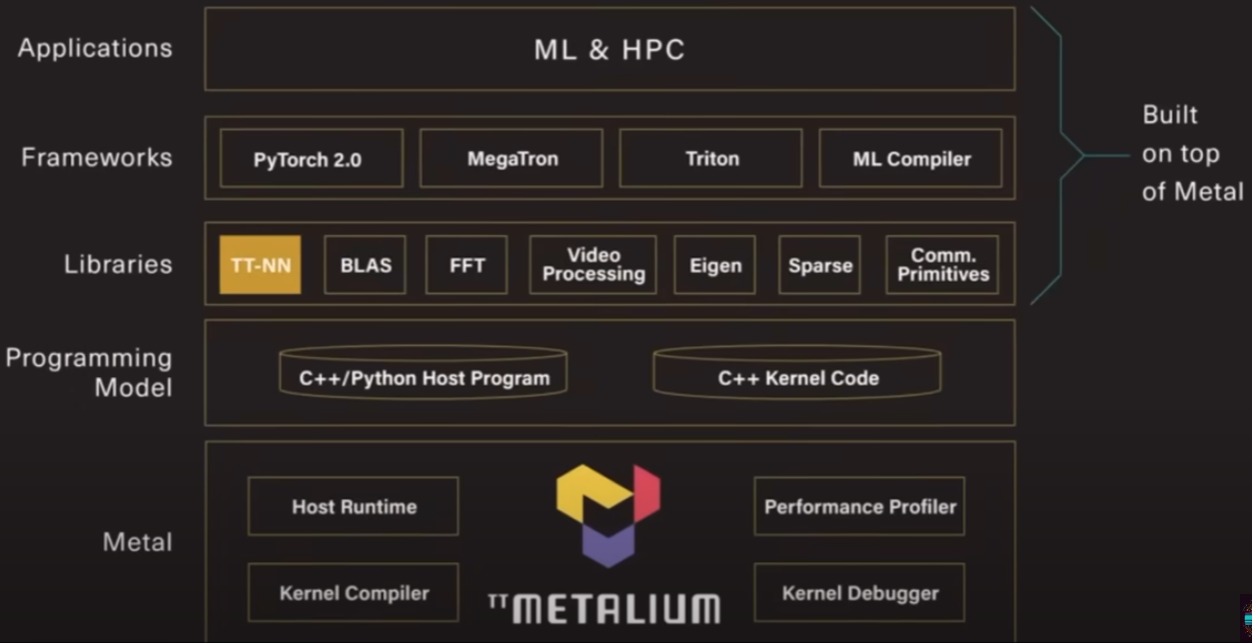 Applications
ML & HPC
Built
on top
of Metal
Frameworks
PyTorch 2.0
MegaTron
Triton
ML Compiler
Libraries
TT-NN
BLAS
FFT
Video
Processing
Eigen
Sparse
Comm.
Primitives
Programming
Model
C++/Python Host Program
C++ Kernel Code
Metal
Host Runtime
Performance Profiler
Kernel Compiler
TT METALIUM
Kernel Debugger